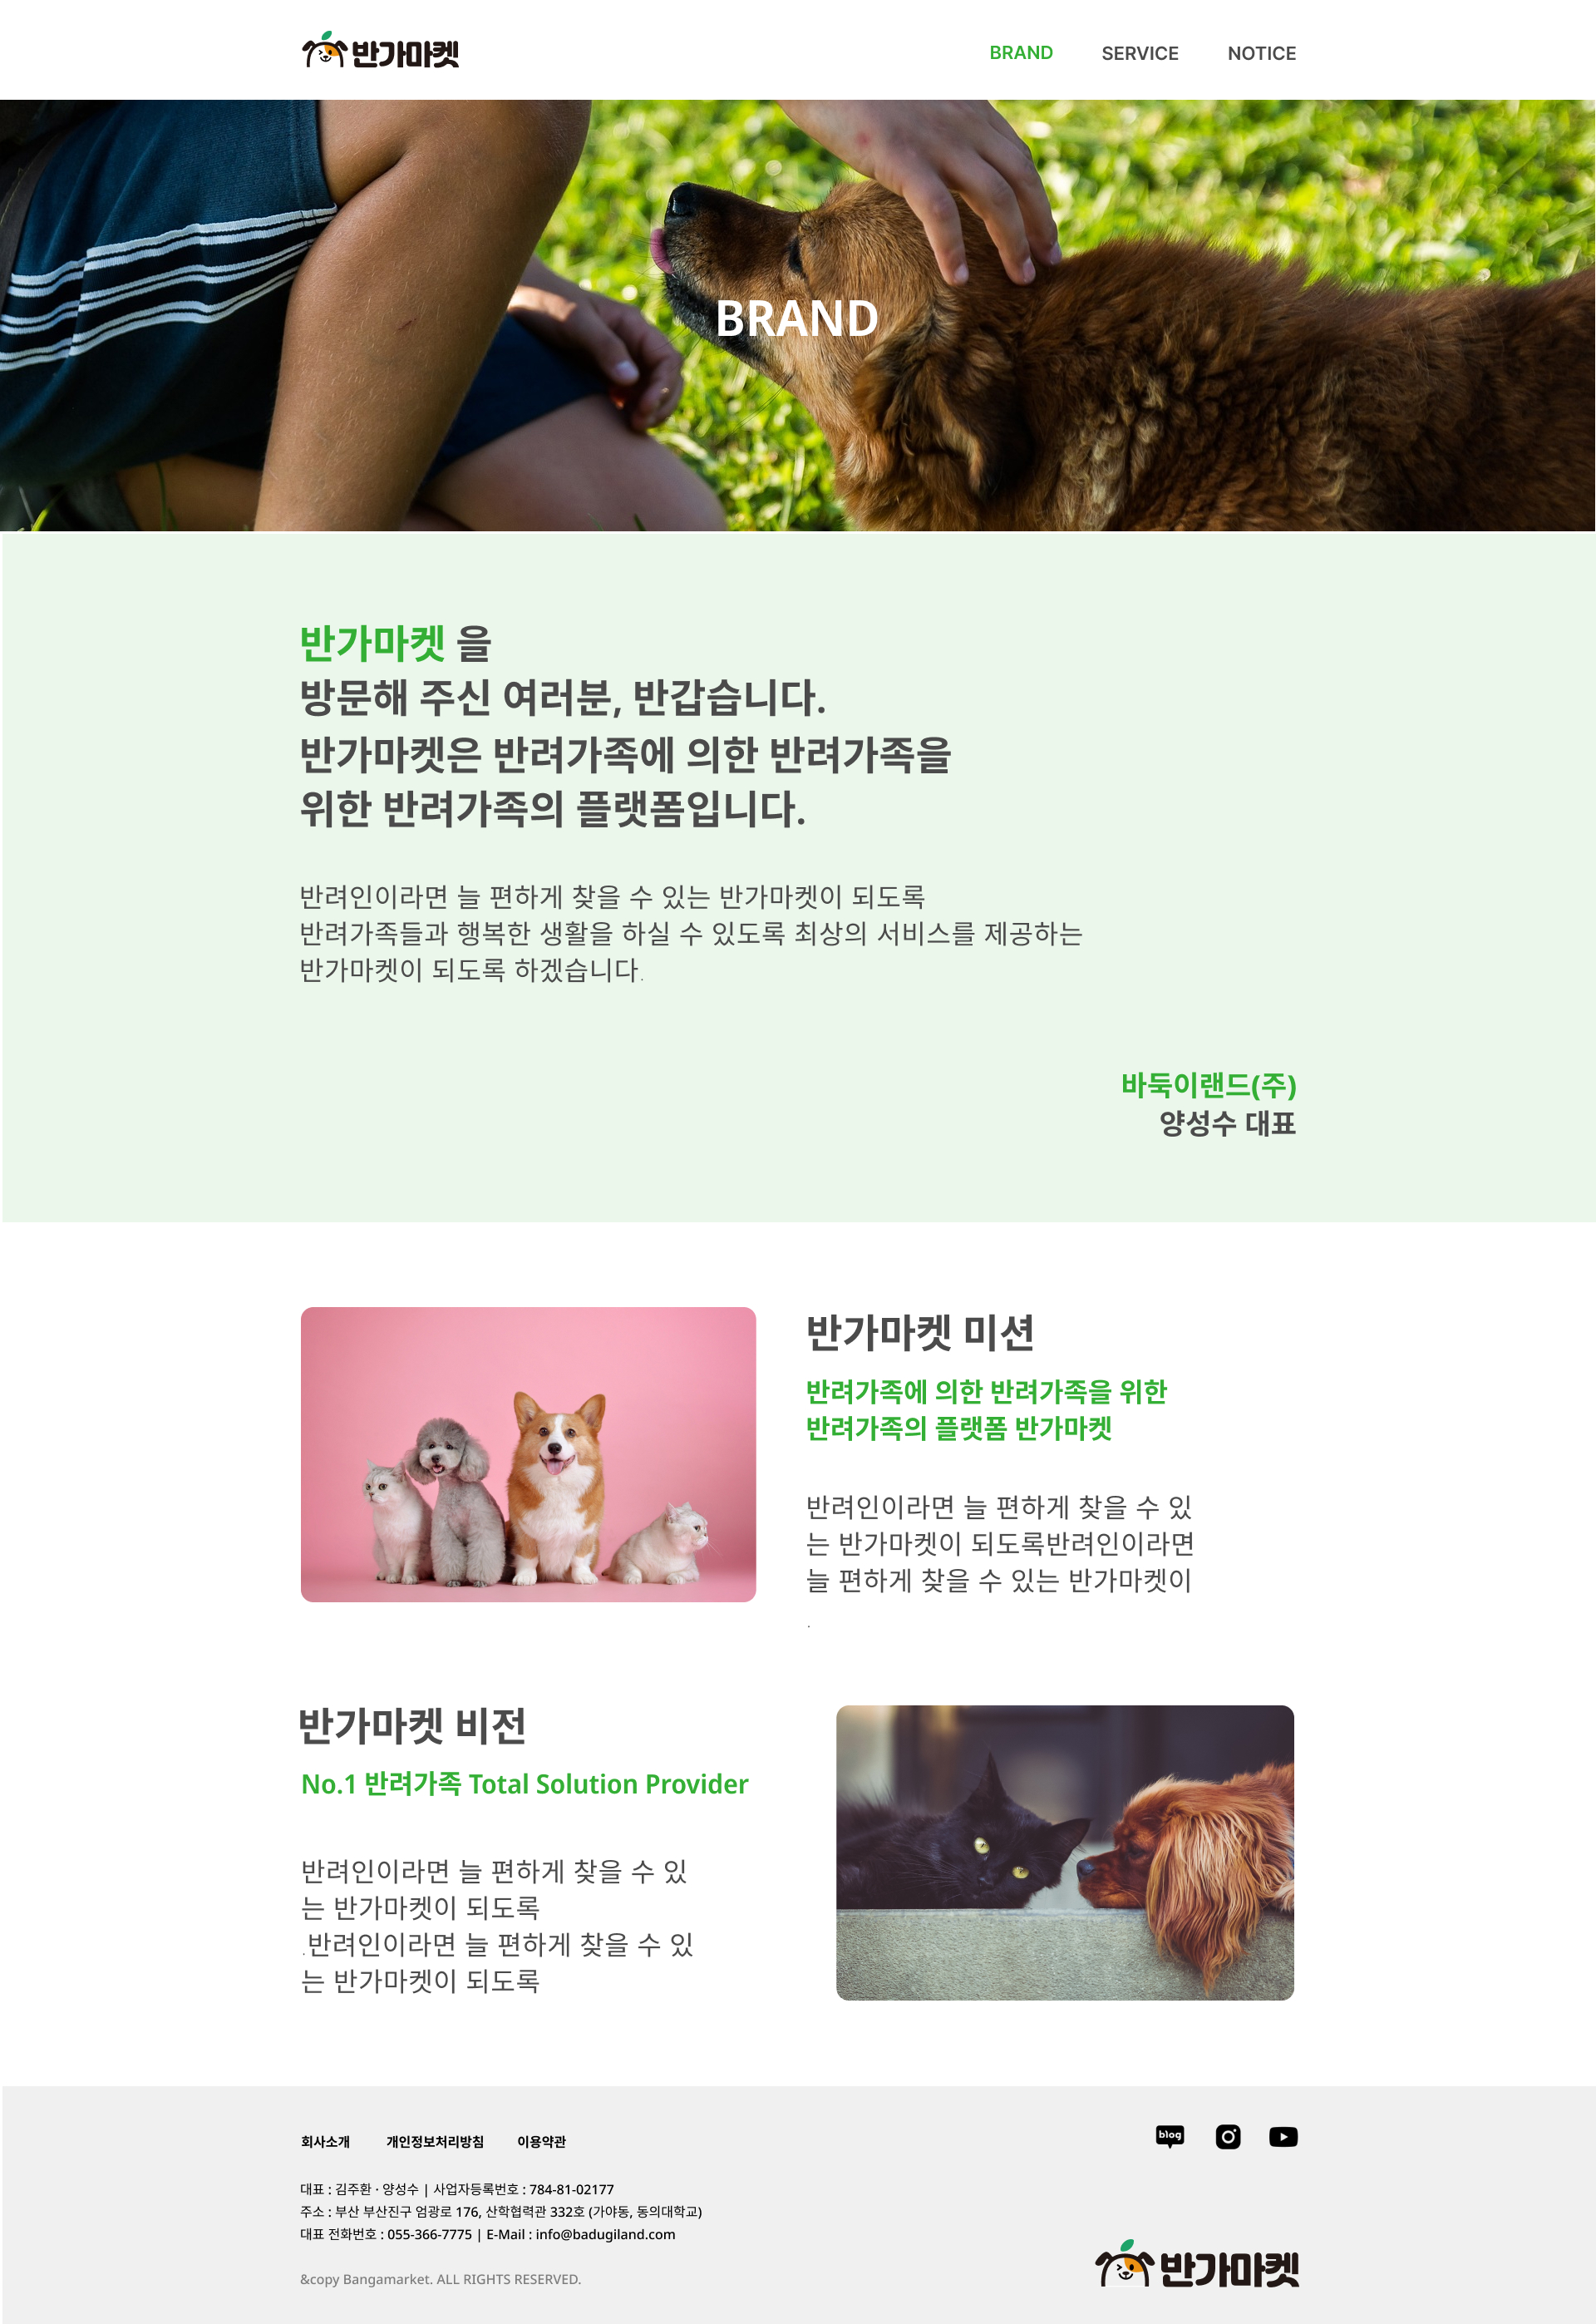 반가마켓
BRAND
SERVICE
NOTICE
BRAND
반가마켓 을
방문해 주신 여러분, 반갑습니다.
반가마켓은 반려가족에 의한 반려가족을
위한 반려가족의 플랫폼입니다.
반려인이라면 늘 편하게 찾을 수 있는 반가마켓이 되도록
반려가족들과 행복한 생활을 하실 수 있도록 최상의 서비스를 제공하는
반가마켓이 되도록 하겠습니다.
바둑이랜드(주)
양성수 대표
반가마켓 미션
반려가족에 의한 반려가족을 위한
반려가족의 플랫폼 반가마켓
반려인이라면 늘 편하게 찾을 수 있
는 반가마켓이 되도록반려인이라면
늘 편하게 찾을 수 있는 반가마켓이
.
반가마켓 비전
No.1 반려가족 Total Solution Provider
반려인이라면 늘 편하게 찾을 수 있
는 반가마켓이 되도록
.반려인이라면 늘 편하게 찾을 수 있
는 반가마켓이 되도록
회사소개
개인정보처리방침
이용약관
blog
대표 : 김주환 · 양성수 | 사업자등록번호 : 784-81-02177
주소 : 부산 부산진구 엄광로 176, 산학협력관 332호 (가야동, 동의대학교)
대표 전화번호 : 055-366-7775 | E-Mail : info@badugiland.com
&copy Bangamarket. ALL RIGHTS RESERVED.
반가마켓